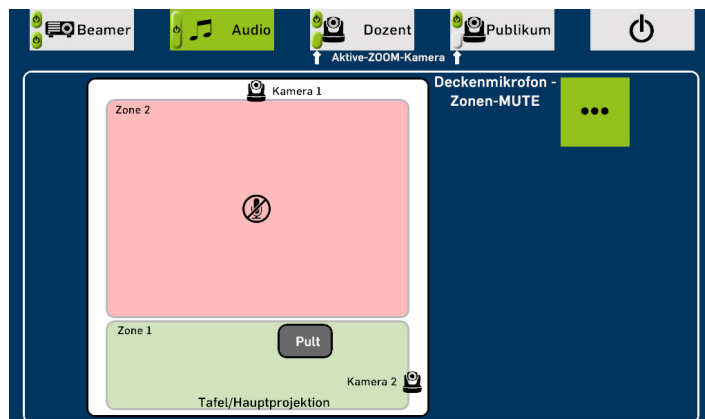 Beamer
Audio
Dozent
Publikum
Aktive-ZOOM-Kamera
Kamera 1
Deckenmikrofon -
Zonen-MUTE
Zone 2
Zone 1
Pult
Kamera 2
Tafel/Hauptprojektion